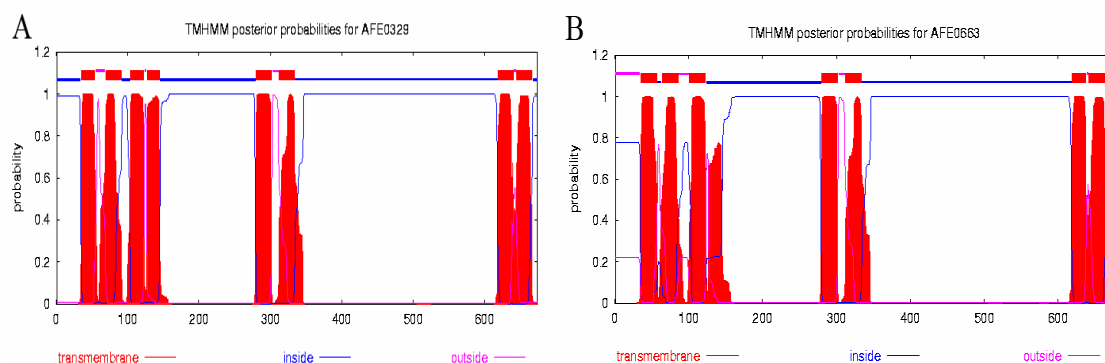 A
TMHMM posterior probabilities for AFE0329
probability
1.2
1
0.8
0.6
0.4
0.2
0
0 100 200 300 400 500 600
transmembrane inside outside
B
TMHMM posterior probabilities for AFE0663
probability
1.2
1
0.8
0.6
0.4
0.2
0
0 100 200 300 400 500 600
transmembrane inside outside